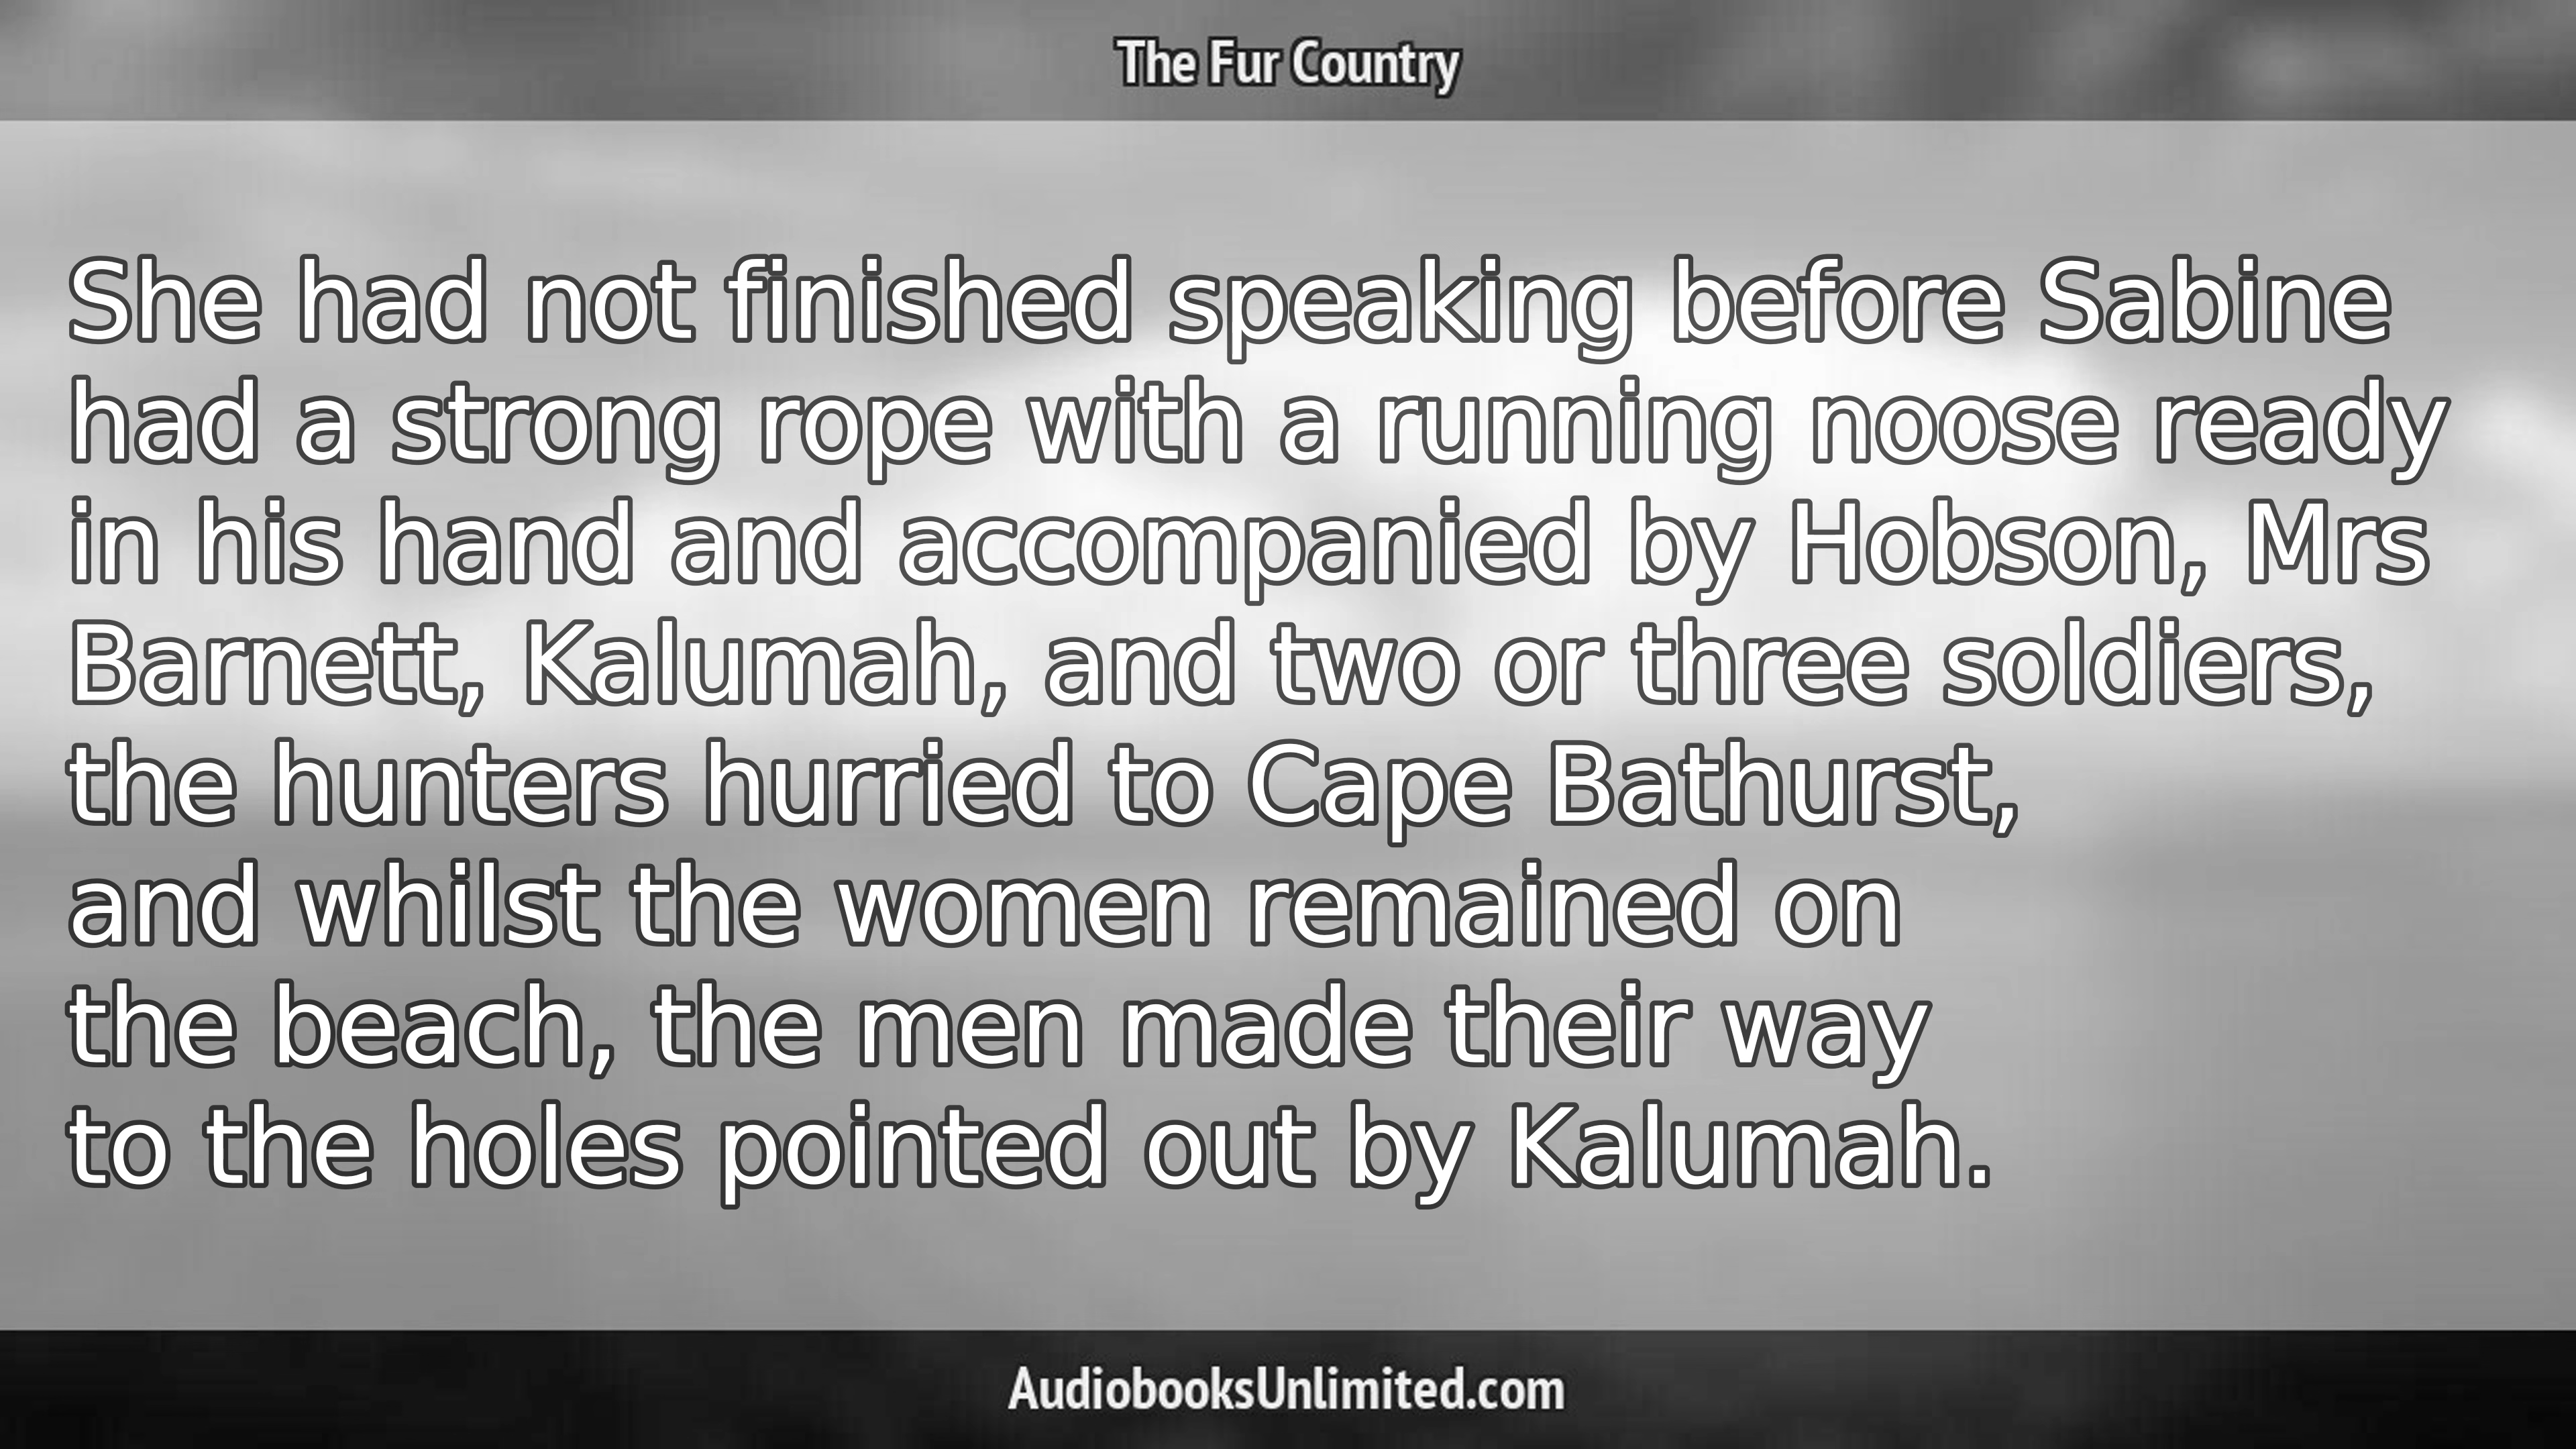 The Fur Country
She had not finished speaking before Sabine
had a strong rope with a running noose ready
in his hand and accompanied by Hobson, Mrs
Barnett, Kalumah, and two or three soldiers,
the hunters hurried to Cape Bathurst,
and whilst the women remained on
the beach, the men made their way
to the holes pointed out by Kalumah.
AudiobooksUnlimited.com